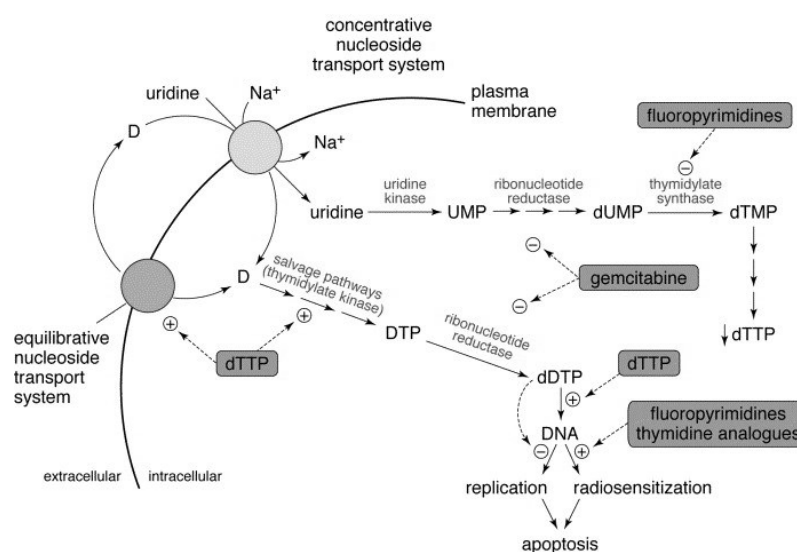 concentrative
nucleoside
transport system
uridine
Na+
plasma
membrane
fluoropyrimidines
D
Na+
−
uridine
uridine
kinase
UMP
ribonucleotide
reductase
dUMP
thymidylate
synthase
dTMP
D
salvage pathways
(thymidylate kinase)
−
gemcitabine
−
+
+
DTP
ribonucleotide
reductase
↓ dTTP
equilibrative
nucleoside
transport
system
dTTP
dDTP
dTTP
+
DNA
fluoropyrimidines
thymidine analogues
−
+
extracellular
intracellular
replication
radiosensitization
apoptosis